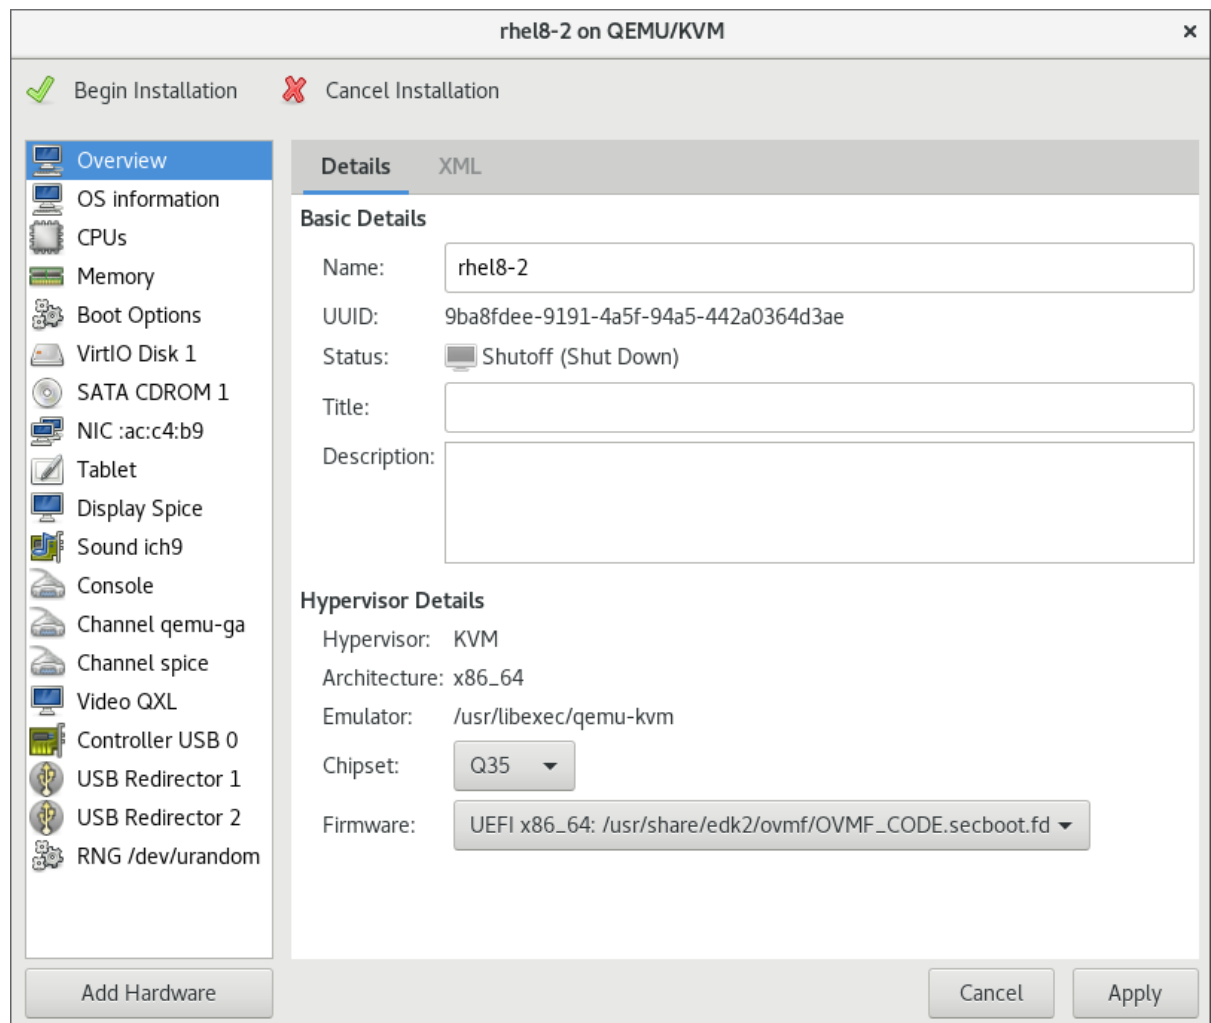 rhel8-2 on QEMU/KVM ×
Begin Installation Cancel Installation
Overview
OS information
CPUs
Memory
Boot Options
VirtIO Disk 1
SATA CDROM 1
NIC :ac:c4:b9
Tablet
Display Spice
Sound ich9
Console
Channel qemu-ga
Channel spice
Video QXL
Controller USB 0
USB Redirector 1
USB Redirector 2
RNG /dev/urandom
Add Hardware
Details XML
Basic Details
Name: rhel8-2
UUID: 9ba8fdee-9191-4a5f-94a5-442a0364d3ae
Status: Shutoff (Shut Down)
Title:
Description:
Hypervisor Details
Hypervisor: KVM
Architecture: x86_64
Emulator: /usr/libexec/qemu-kvm
Chipset: Q35
Firmware: UEFI x86_64: /usr/share/edk2/ovmf/OVMF_CODE.secboot.fd
Cancel Apply